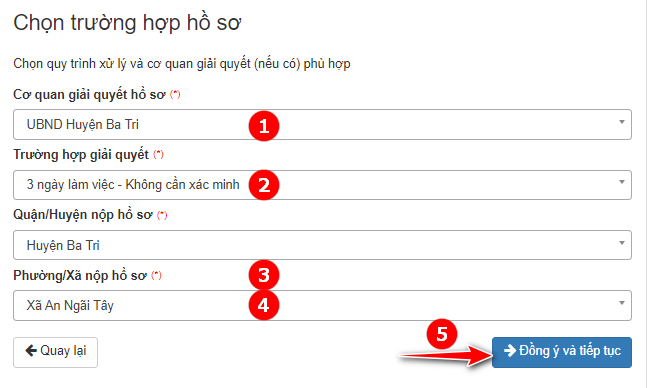 Chọn trường hợp hồ sơ
Chọn quy trình xử lý và cơ quan giải quyết (nếu có) phù hợp
Cơ quan giải quyết hồ sơ (*)
UBND Huyện Ba Tri 1
Trường hợp giải quyết (*)
3 ngày làm việc - Không cần xác minh 2
Quận/Huyện nộp hồ sơ (*)
Huyện Ba Tri
Phường/Xã nộp hồ sơ (*) 3
Xã An Ngãi Tây 4
5
Quay lại Đồng ý và tiếp tục